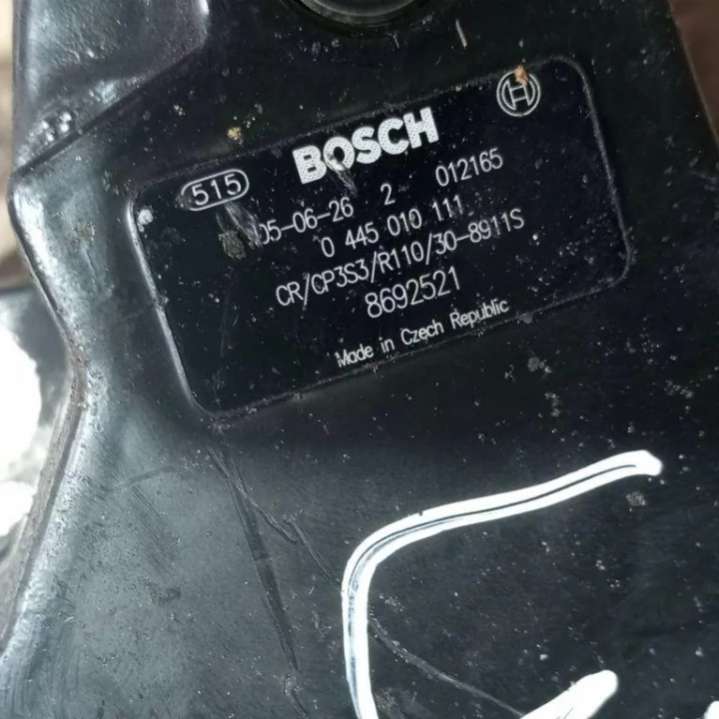 BOSCH
515
05-06-26 2 012165
0 445 010 111
CR/CP3S3/R110/30-8911S
8692521
Made in Czech Republic